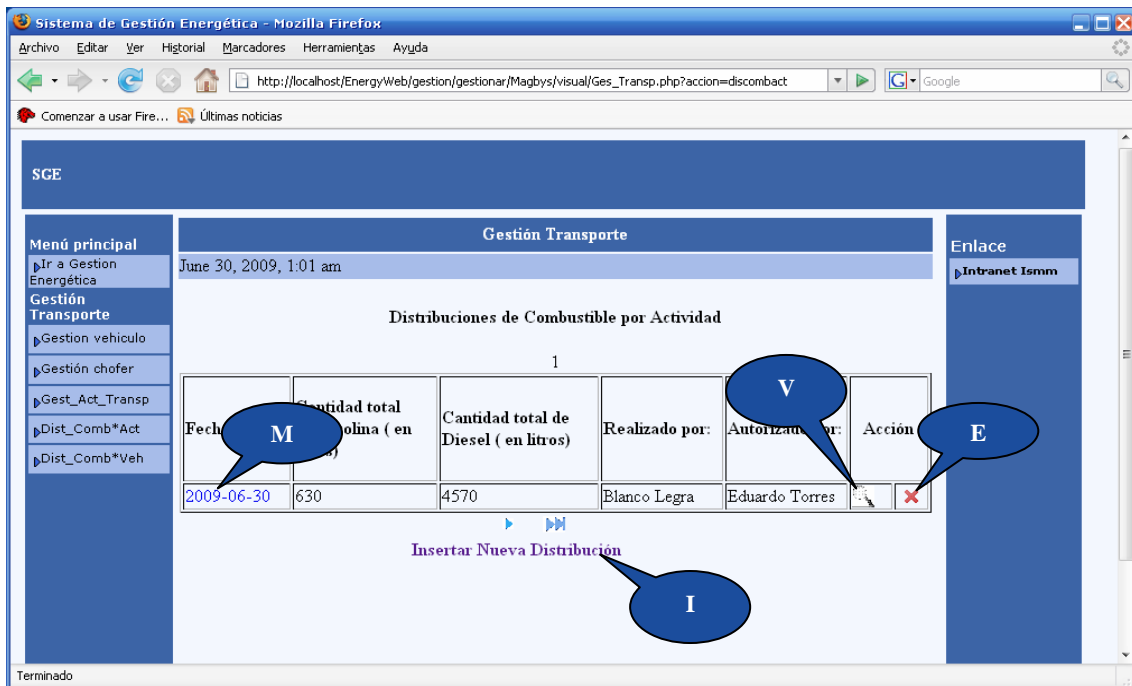 Sistema de Gestión Energética - Mozilla Firefox
Archivo Editar Ver Historial Marcadores Herramientas Ayuda
http://localhost/EnergyWeb/gestion/gestionar/Magbys/visual/Ges_Transp.php?accion=discombact
G Google
Comenzar a usar Fire... Últimas noticias
SGE
Menú principal
Ir a Gestion
Energética
Gestión
Transporte
Gestion vehiculo
Gestión chofer
Gest_Act_Transp
Dist_Comb*Act
Dist_Comb*Veh
Gestión Transporte
June 30, 2009, 1:01 am
Distribuciones de Combustible por Actividad
1
Cantidad total
( en
Cantidad total de
Diesel ( en litros)
Realizado por:
Acción
2009-06-30 630 4570 Blanco Legra Eduardo Torres
Insertar Nueva Distribución
M
V
E
I
Enlace
Intranet Ismm
Terminado